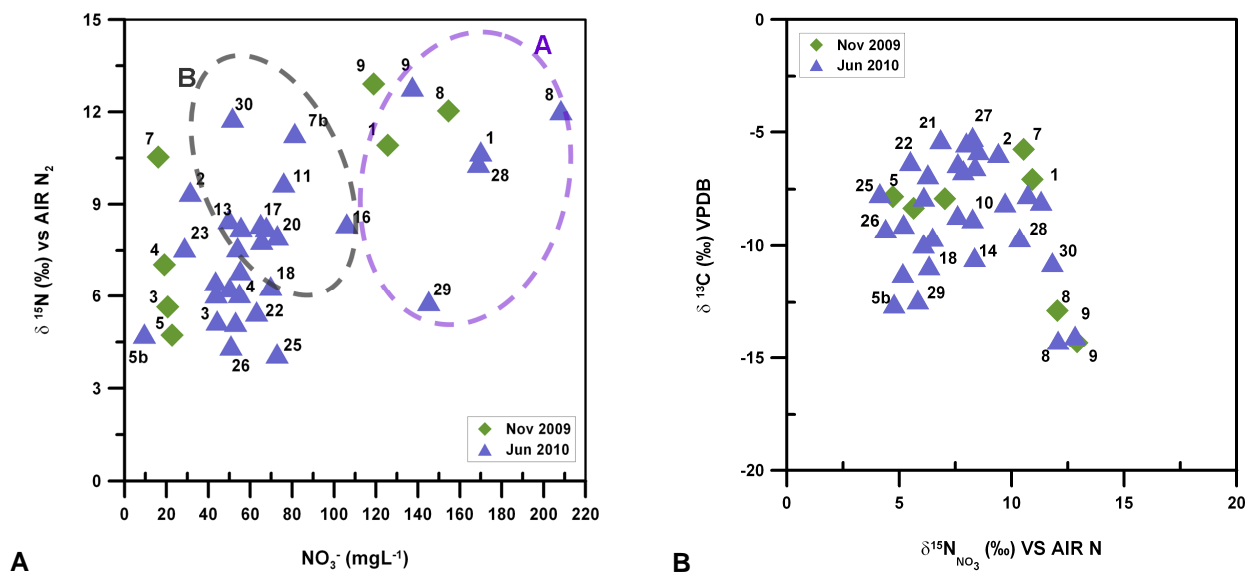 15
12
9
6
3
0
δ ¹⁵N (‰) vs AIR N₂
0 20 40 60 80 100 120 140 160 180 200 220
NO₃⁻ (mgL⁻¹)
A
A
B
9 9
8 8
30
7b
1
7
1
28
2
11
13 17
16
23
20
4
18
4
29
3
3 22
5
5b
26 25
Nov 2009
Jun 2010
0
-5
-10
-15
-20
δ ¹³C (‰) VPDB
0 5 10 15 20
δ¹⁵N NO₃ (‰) VS AIR N
B
Nov 2009
Jun 2010
27
21
22 2 7
25 5 1
10
26
28
18 14 30
5b 29
8
9
8 9